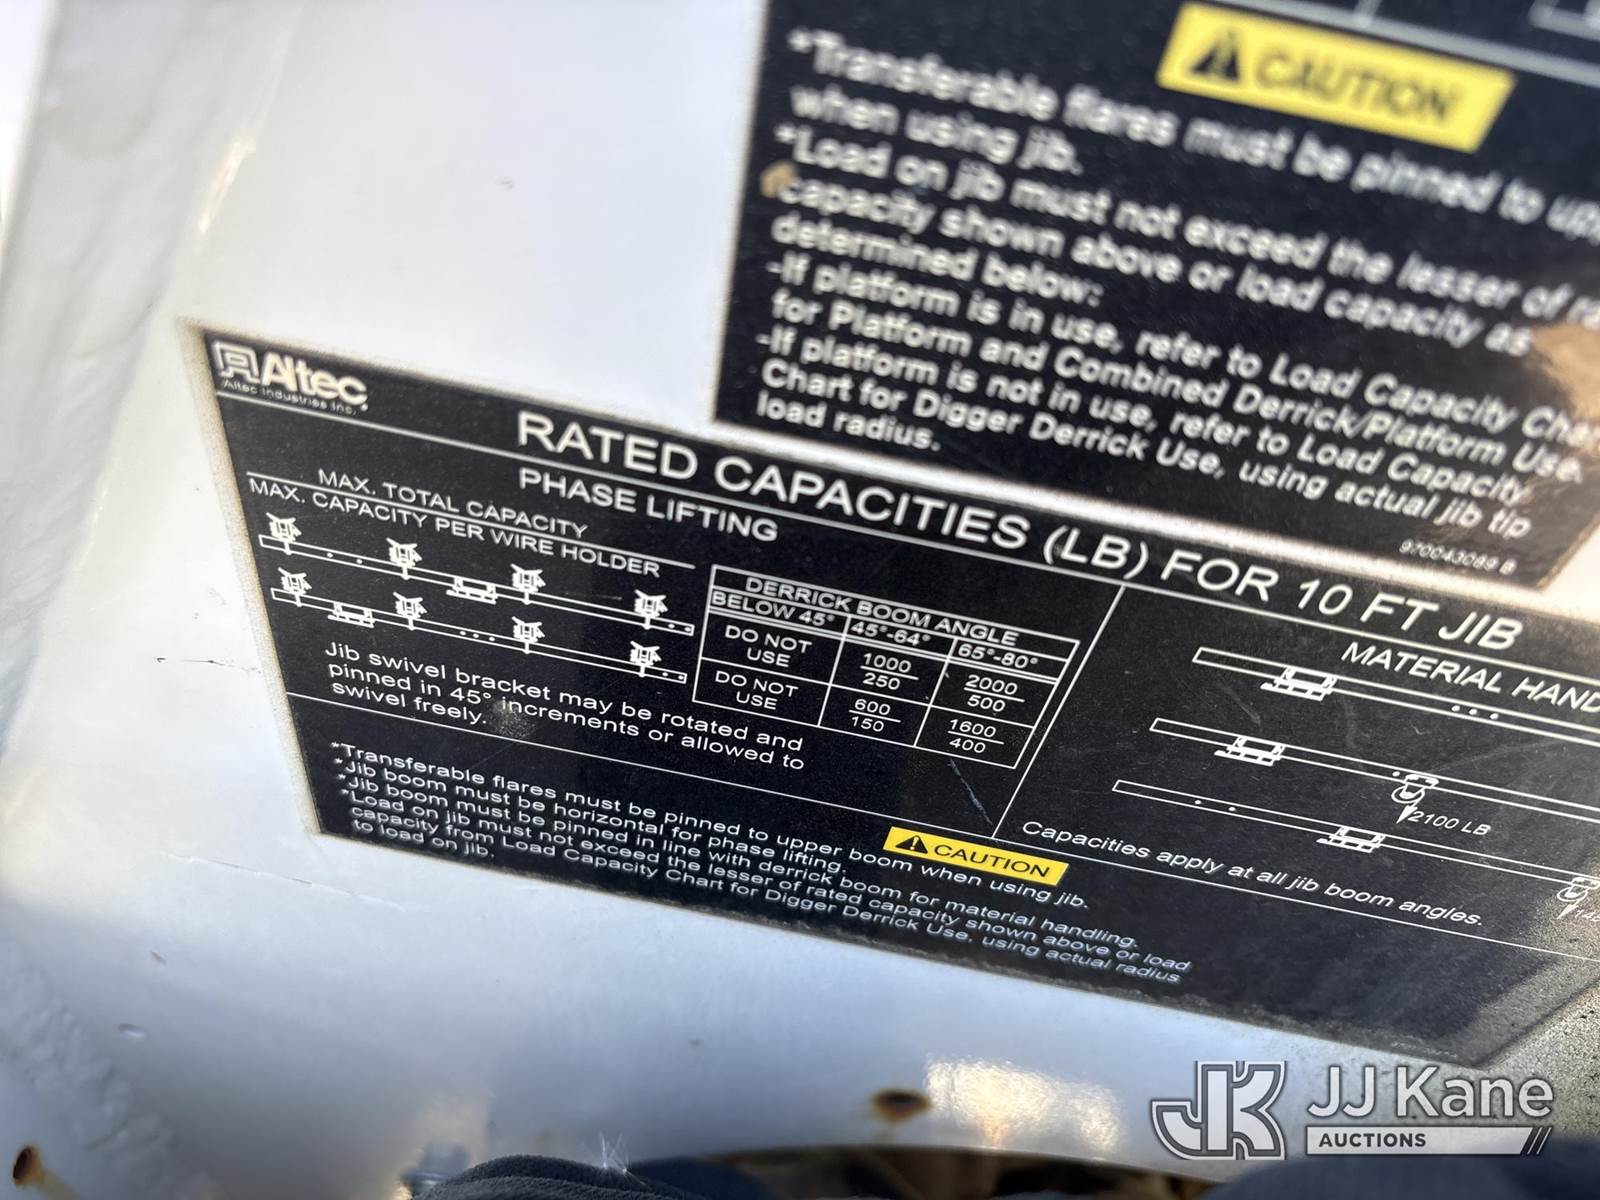 CAUTION
*Transferable flares must be pinned to
when using jib.
*Load on jib must not exceed the lesser of
capacity shown above or load capacity as
determined below:
-If platform is in use, refer to Load Capacity
for Platform and Combined Derrick/Platform Use.
-If platform is not in use, refer to Load Capacity
Chart for Digger Derrick Use, using actual jib tip
load radius.
970043089 B
Altec
Altec Industries Inc.
RATED CAPACITIES (LB) FOR 10 FT JIB
PHASE LIFTING
MATERIAL HAND
MAX. TOTAL CAPACITY
MAX. CAPACITY PER WIRE HOLDER
DERRICK BOOM ANGLE
BELOW 45° 45°-64° 65°-80°
DO NOT USE 1000/250 2000/500
DO NOT USE 600/150 1600/400
Jib swivel bracket may be rotated and
pinned in 45° increments or allowed to
swivel freely.
2100 LB
Capacities apply at all jib boom angles.
CAUTION
*Transferable flares must be pinned to upper boom when using jib.
*Jib boom must be horizontal for phase lifting.
*Jib boom must be pinned in line with derrick boom for material handling.
*Load on jib must not exceed the lesser of rated capacity shown above or load
capacity from Load Capacity Chart for Digger Derrick Use, using actual radius
to load on jib.
JK JJ Kane
AUCTIONS